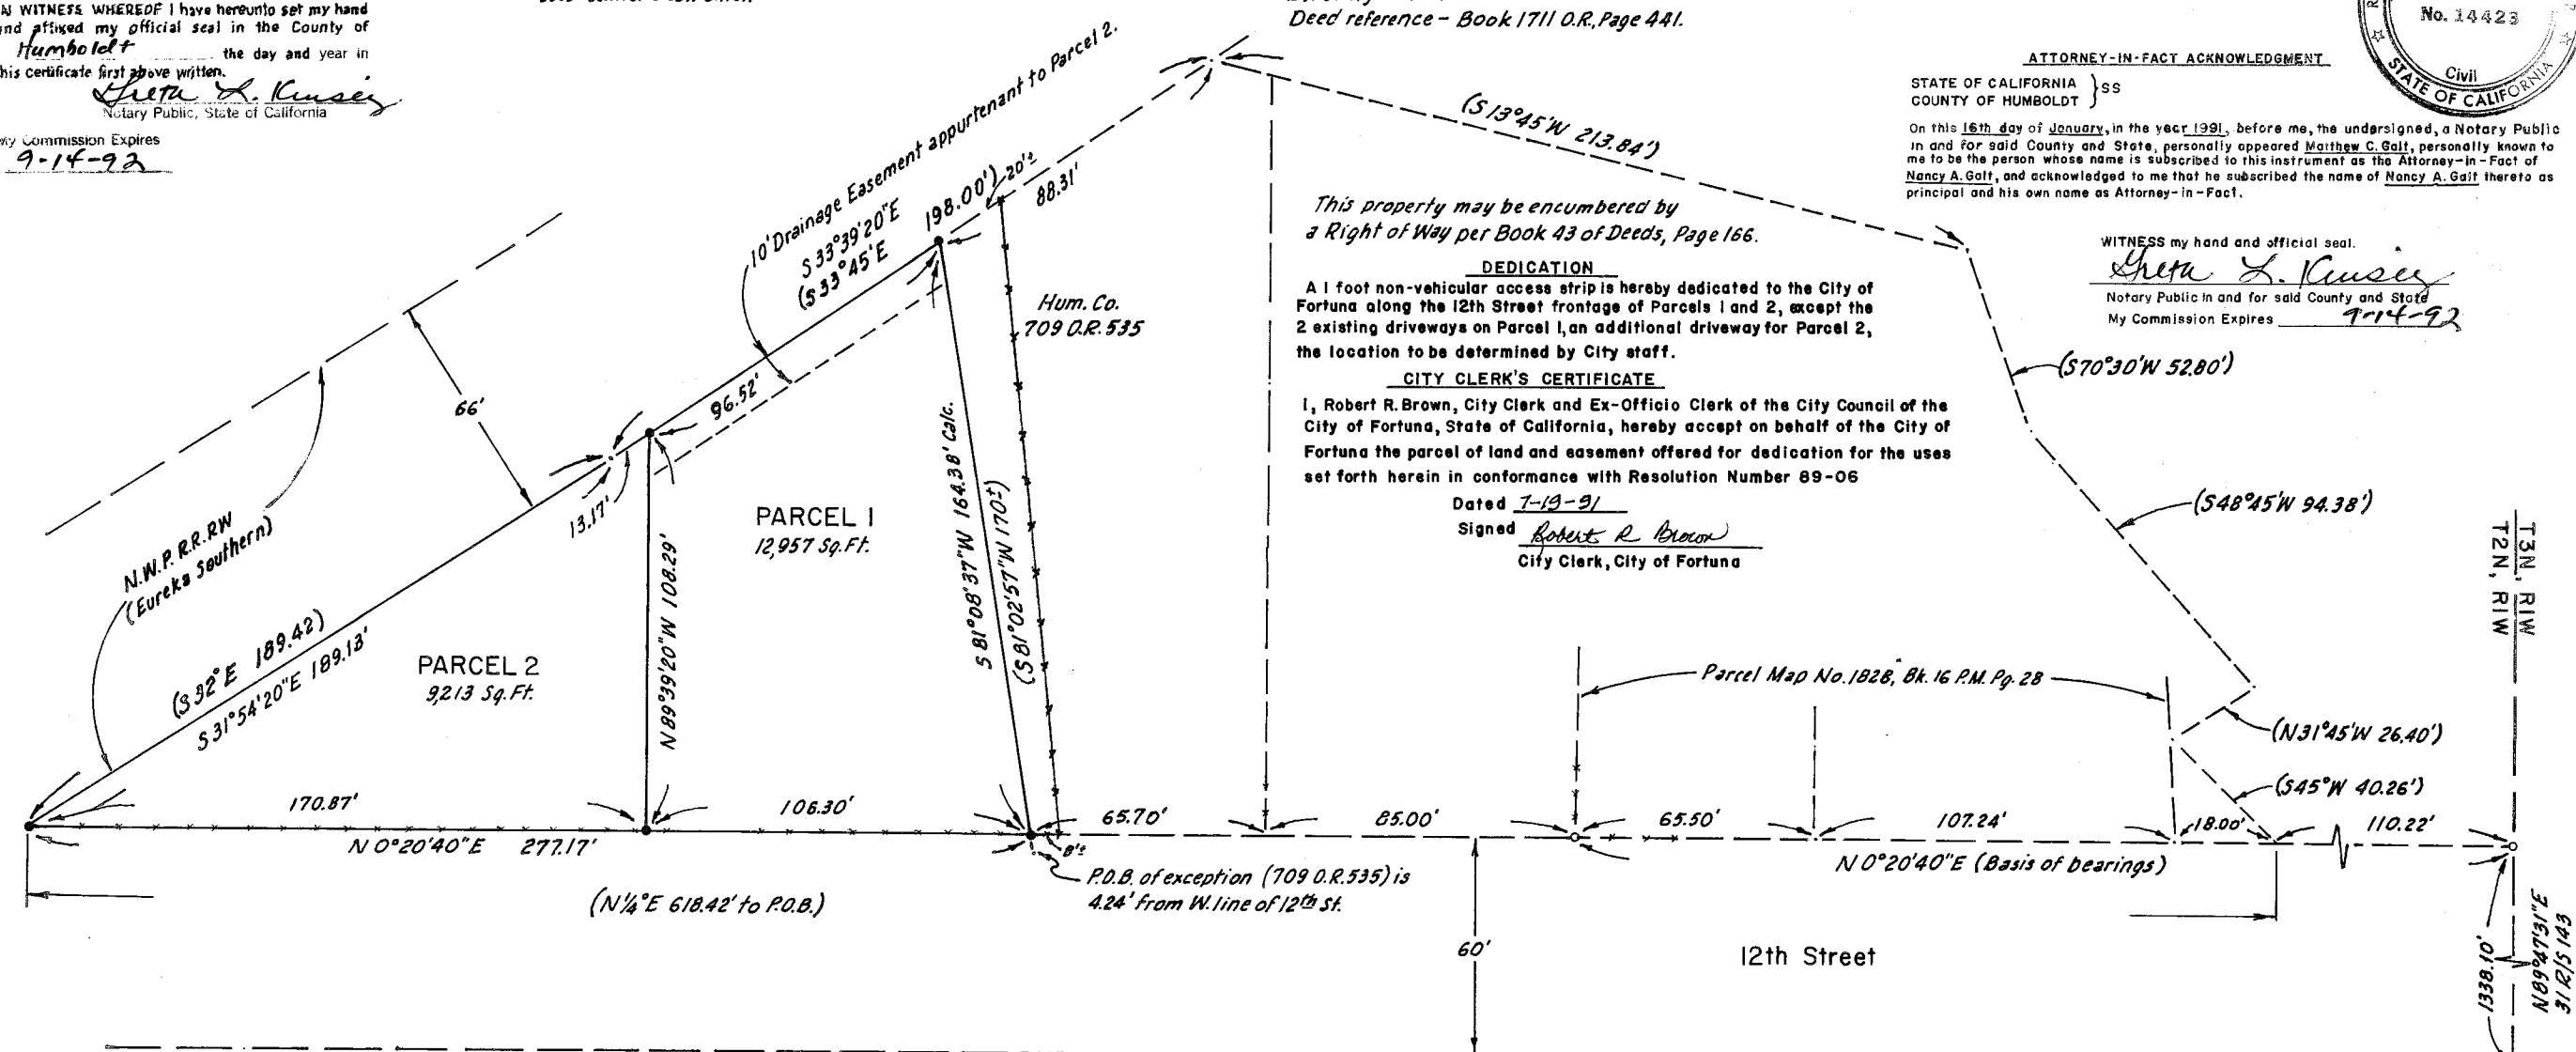 N WITNESS WHEREOF I have hereunto set my hand
and affixed my official seal in the County of
Humboldt the day and year in
his certificate first above written.
Greta L. Kinsey
Notary Public, State of California
My Commission Expires
9-14-92
Deed reference - Book 1711 O.R., Page 441.
No. 14423
Civil
STATE OF CALIFORNIA
ATTORNEY-IN-FACT ACKNOWLEDGMENT
STATE OF CALIFORNIA } SS
COUNTY OF HUMBOLDT
On this 16th day of January, in the year 1991, before me, the undersigned, a Notary Public
in and for said County and State, personally appeared Matthew C. Galt, personally known to
me to be the person whose name is subscribed to this instrument as the Attorney-in-Fact of
Nancy A. Galt, and acknowledged to me that he subscribed the name of Nancy A. Galt thereto as
principal and his own name as Attorney-in-Fact.
WITNESS my hand and official seal.
Greta L. Kinsey
Notary Public in and for said County and State
My Commission Expires 9-14-92
10' Drainage Easement appurtenant to Parcel 2.
S 33°39'20"E
(S 33°45'E 198.00')
20'±
88.31'
(S 13°45'W 213.84')
This property may be encumbered by
a Right of Way per Book 43 of Deeds, Page 166.
DEDICATION
A 1 foot non-vehicular access strip is hereby dedicated to the City of
Fortuna along the 12th Street frontage of Parcels 1 and 2, except the
2 existing driveways on Parcel 1, an additional driveway for Parcel 2,
the location to be determined by City staff.
CITY CLERK'S CERTIFICATE
I, Robert R. Brown, City Clerk and Ex-Officio Clerk of the City Council of the
City of Fortuna, State of California, hereby accept on behalf of the City of
Fortuna the parcel of land and easement offered for dedication for the uses
set forth herein in conformance with Resolution Number 89-06
Dated 7-19-91
Signed Robert R Brown
City Clerk, City of Fortuna
Hum. Co.
709 O.R. 535
66'
96.52'
13.17'
N.W.P. R.R. RW
(Eureka Southern)
(S 32°E 189.42)
S 31°54'20"E 189.13'
PARCEL 1
12,957 Sq. Ft.
PARCEL 2
9,213 Sq. Ft.
N 89°39'20"W 108.29'
S 81°08'37"W 164.38' Calc.
(S 81°02'57"W 170±)
(S70°30'W 52.80')
(S48°45'W 94.38')
T3N, R1W
T2N, R1W
Parcel Map No. 1828, Bk. 16 P.M. Pg. 28
(N31°45'W 26.40')
(S45°W 40.26')
170.87'
106.30'
65.70'
85.00'
65.50'
107.24'
18.00'
110.22'
N 0°20'40"E 277.17'
8'±
N 0°20'40"E (Basis of bearings)
P.O.B. of exception (709 O.R. 535) is
4.24' from W. line of 12th St.
(N¼°E 618.42' to P.O.B.)
60'
12th Street
1338.10'
N89°47'31"E
31 R/S 143